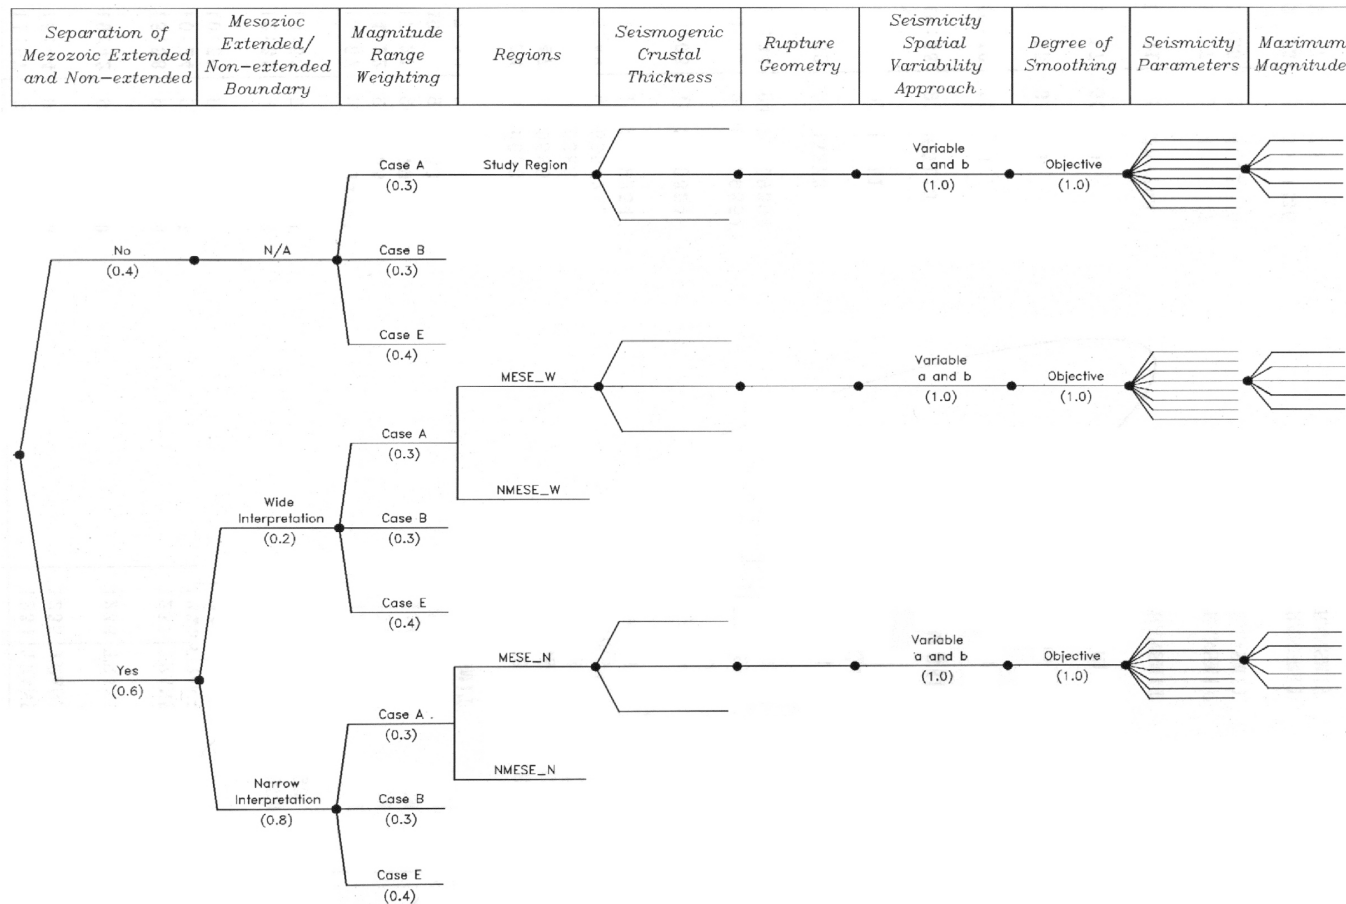 Separation of
Mezozoic Extended
and Non-extended
Mesozioc
Extended/
Non-extended
Boundary
Magnitude
Range
Weighting
Regions
Seismogenic
Crustal
Thickness
Rupture
Geometry
Seismicity
Spatial
Variability
Approach
Degree of
Smoothing
Seismicity
Parameters
Maximum
Magnitude
Case A
(0.3)
Study Region
Variable
a and b
(1.0)
Objective
(1.0)
No
(0.4)
N/A
Case B
(0.3)
Case E
(0.4)
MESE_W
Variable
a and b
(1.0)
Objective
(1.0)
Case A
(0.3)
NMESE_W
Wide
Interpretation
(0.2)
Case B
(0.3)
Case E
(0.4)
Yes
(0.6)
MESE_N
Variable
a and b
(1.0)
Objective
(1.0)
Case A
(0.3)
NMESE_N
Narrow
Interpretation
(0.8)
Case B
(0.3)
Case E
(0.4)